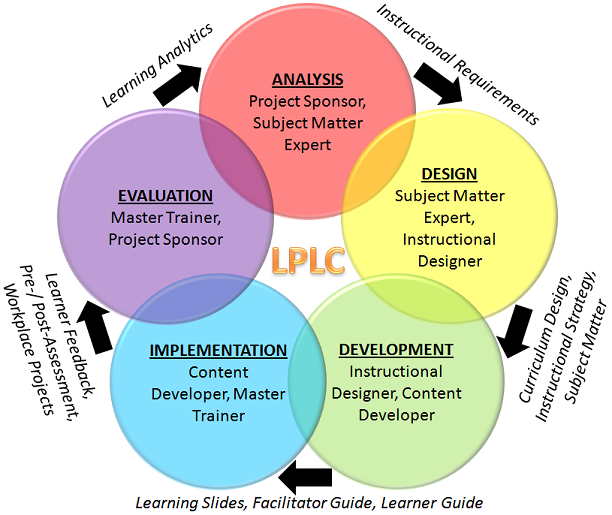 Learning Analytics
Instructional Requirements
ANALYSIS
Project Sponsor,
Subject Matter
Expert
DESIGN
Subject Matter
Expert,
Instructional
Designer
EVALUATION
Master Trainer,
Project Sponsor
LPLC
Curriculum Design,
Instructional Strategy,
Subject Matter
DEVELOPMENT
Instructional
Designer, Content
Developer
IMPLEMENTATION
Content
Developer, Master
Trainer
Learner Feedback,
Pre-/ Post-Assessment,
Workplace Projects
Learning Slides, Facilitator Guide, Learner Guide